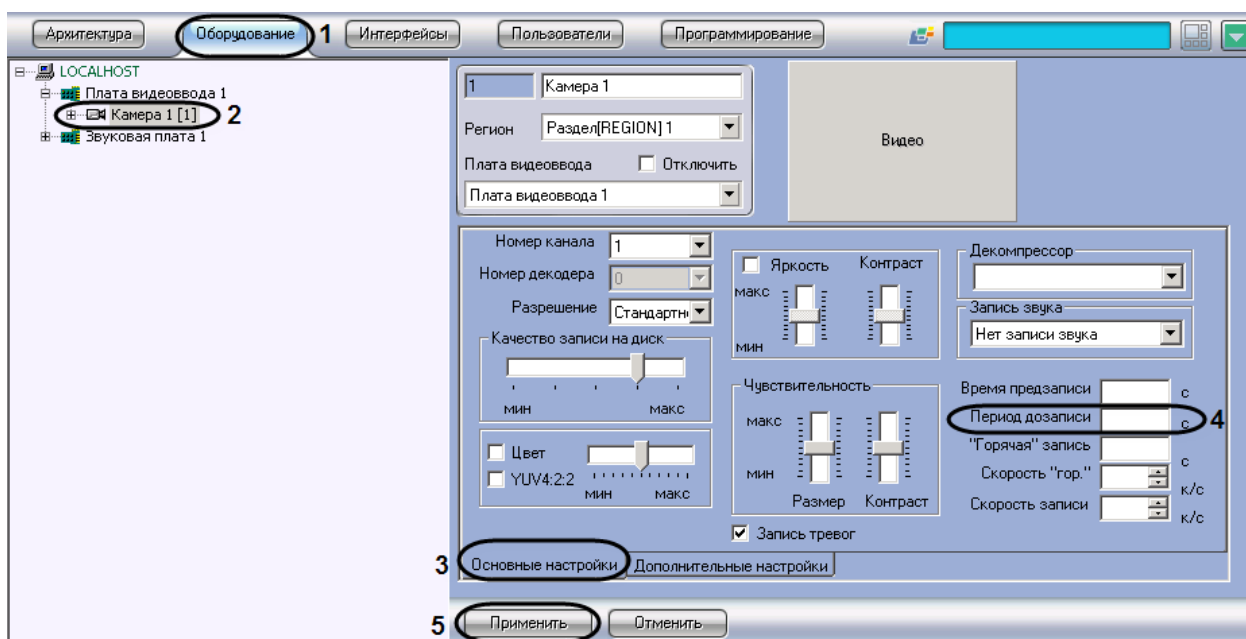 Архитектура
Оборудование
1
Интерфейсы
Пользователи
Программирование
LOCALHOST
Плата видеоввода 1
Камера 1 [1]
2
Звуковая плата 1
1
Камера 1
Регион
Раздел[REGION] 1
Плата видеоввода
Отключить
Плата видеоввода 1
Видео
Номер канала
1
Номер декодера
0
Разрешение
Качество записи на диск
мин
макс
Цвет
YUV4:2:2
мин
макс
Яркость
Контраст
макс
мин
Чувствительность
макс
мин
Размер
Контраст
Запись тревог
Декомпрессор
Запись звука
Нет записи звука
Время предзаписи
с
Период дозаписи
с
4
"Горячая" запись
с
Скорость "гор."
к/с
Скорость записи
к/с
3
Основные настройки
Дополнительные настройки
5
Применить
Отменить